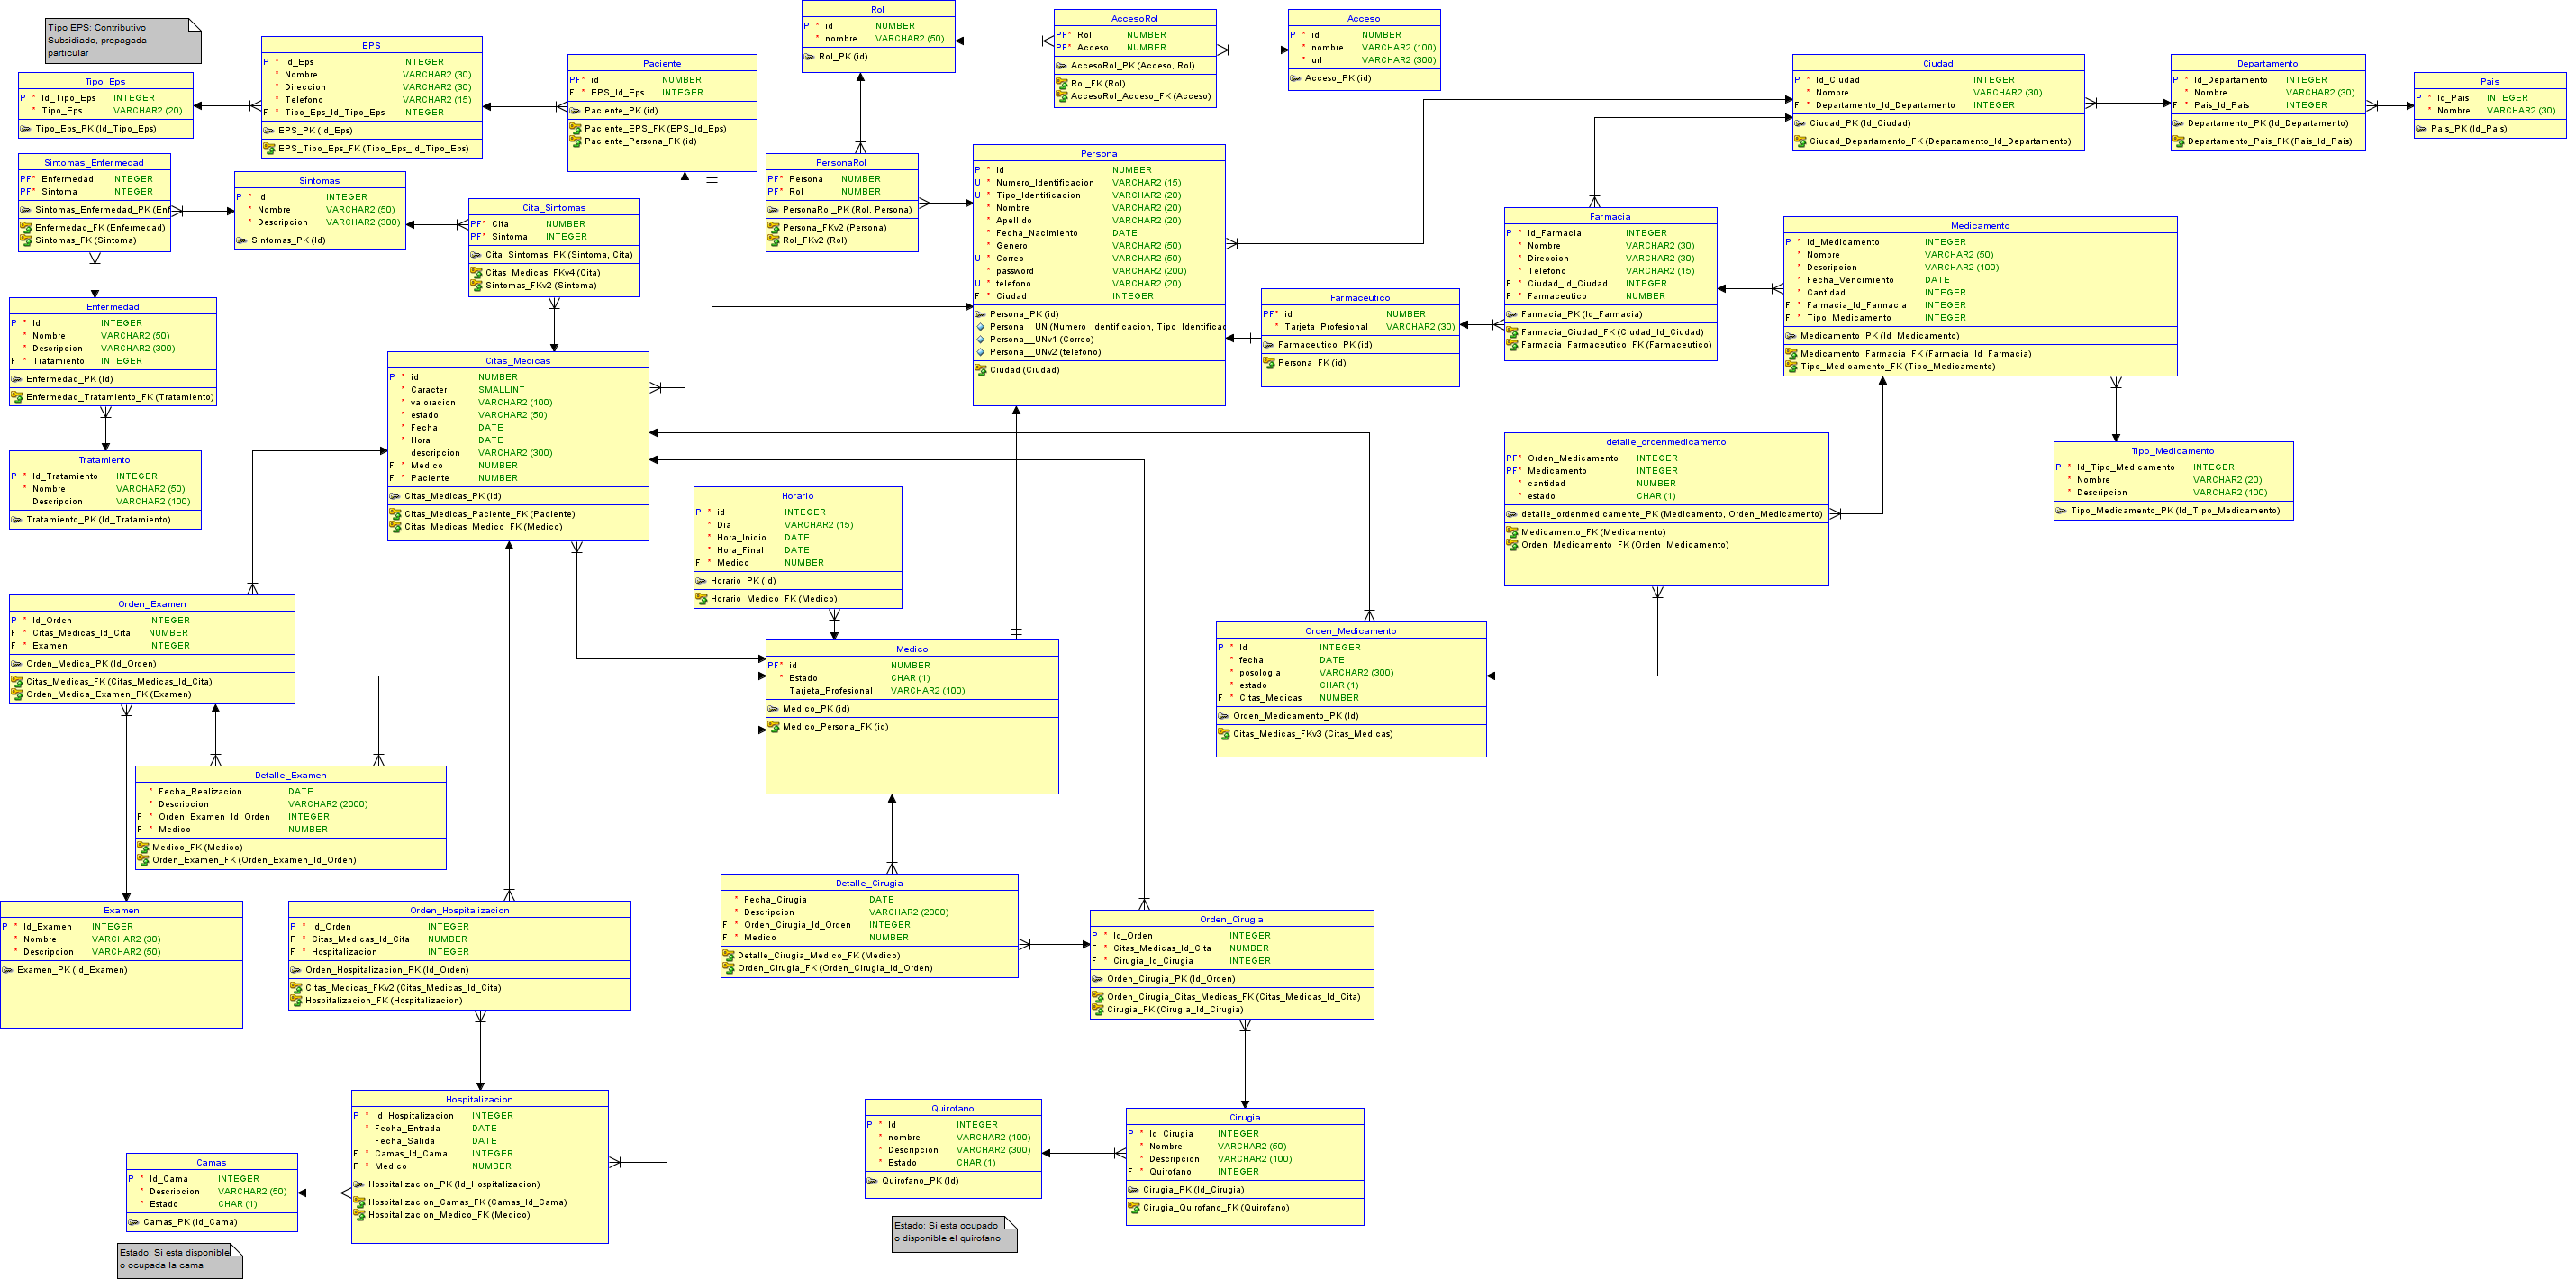 Tipo EPS: Contributivo
Subsidiado, prepagada
particular
Tipo_Eps
P * Id_Tipo_Eps INTEGER
* Tipo_Eps VARCHAR2 (20)
Tipo_Eps_PK (Id_Tipo_Eps)
EPS
P * Id_Eps INTEGER
* Nombre VARCHAR2 (30)
* Direccion VARCHAR2 (30)
* Telefono VARCHAR2 (15)
F * Tipo_Eps_Id_Tipo_Eps INTEGER
EPS_PK (Id_Eps)
EPS_Tipo_Eps_FK (Tipo_Eps_Id_Tipo_Eps)
Paciente
PF* id NUMBER
F * EPS_Id_Eps INTEGER
Paciente_PK (id)
Paciente_EPS_FK (EPS_Id_Eps)
Paciente_Persona_FK (id)
Rol
P * id NUMBER
* nombre VARCHAR2 (50)
Rol_PK (id)
AccesoRol
PF* Rol NUMBER
PF* Acceso NUMBER
AccesoRol_PK (Acceso, Rol)
Rol_FK (Rol)
AccesoRol_Acceso_FK (Acceso)
Acceso
P * id NUMBER
* nombre VARCHAR2 (100)
* url VARCHAR2 (300)
Acceso_PK (id)
Ciudad
P * Id_Ciudad INTEGER
* Nombre VARCHAR2 (30)
F * Departamento_Id_Departamento INTEGER
Ciudad_PK (Id_Ciudad)
Ciudad_Departamento_FK (Departamento_Id_Departamento)
Departamento
P * Id_Departamento INTEGER
* Nombre VARCHAR2 (30)
F * Pais_Id_Pais INTEGER
Departamento_PK (Id_Departamento)
Departamento_Pais_FK (Pais_Id_Pais)
Pais
P * Id_Pais INTEGER
* Nombre VARCHAR2 (30)
Pais_PK (Id_Pais)
Sintomas_Enfermedad
PF* Enfermedad INTEGER
PF* Sintoma INTEGER
Sintomas_Enfermedad_PK (Enf
Enfermedad_FK (Enfermedad)
Sintomas_FK (Sintoma)
Sintomas
P * Id INTEGER
* Nombre VARCHAR2 (50)
* Descripcion VARCHAR2 (300)
Sintomas_PK (Id)
Cita_Sintomas
PF* Cita NUMBER
PF* Sintoma INTEGER
Cita_Sintomas_PK (Sintoma, Cita)
Citas_Medicas_FKv4 (Cita)
Sintomas_FKv2 (Sintoma)
PersonaRol
PF* Persona NUMBER
PF* Rol NUMBER
PersonaRol_PK (Rol, Persona)
Persona_FKv2 (Persona)
Rol_FKv2 (Rol)
Persona
P * id NUMBER
U * Numero_Identificacion VARCHAR2 (15)
U * Tipo_Identificacion VARCHAR2 (20)
* Nombre VARCHAR2 (20)
* Apellido VARCHAR2 (20)
* Fecha_Nacimiento DATE
* Genero VARCHAR2 (50)
U * Correo VARCHAR2 (50)
* password VARCHAR2 (200)
U * telefono VARCHAR2 (20)
F * Ciudad INTEGER
Persona_PK (id)
Persona__UN (Numero_Identificacion, Tipo_Identificac
Persona__UNv1 (Correo)
Persona__UNv2 (telefono)
Ciudad (Ciudad)
Farmaceutico
PF* id NUMBER
* Tarjeta_Profesional VARCHAR2 (30)
Farmaceutico_PK (id)
Persona_FK (id)
Farmacia
P * Id_Farmacia INTEGER
* Nombre VARCHAR2 (30)
* Direccion VARCHAR2 (30)
* Telefono VARCHAR2 (15)
F * Ciudad_Id_Ciudad INTEGER
F * Farmaceutico NUMBER
Farmacia_PK (Id_Farmacia)
Farmacia_Ciudad_FK (Ciudad_Id_Ciudad)
Farmacia_Farmaceutico_FK (Farmaceutico)
Medicamento
P * Id_Medicamento INTEGER
* Nombre VARCHAR2 (50)
* Descripcion VARCHAR2 (100)
* Fecha_Vencimiento DATE
* Cantidad INTEGER
F * Farmacia_Id_Farmacia INTEGER
F * Tipo_Medicamento INTEGER
Medicamento_PK (Id_Medicamento)
Medicamento_Farmacia_FK (Farmacia_Id_Farmacia)
Tipo_Medicamento_FK (Tipo_Medicamento)
Enfermedad
P * Id INTEGER
* Nombre VARCHAR2 (50)
* Descripcion VARCHAR2 (300)
F * Tratamiento INTEGER
Enfermedad_PK (Id)
Enfermedad_Tratamiento_FK (Tratamiento)
Tratamiento
P * Id_Tratamiento INTEGER
* Nombre VARCHAR2 (50)
Descripcion VARCHAR2 (100)
Tratamiento_PK (Id_Tratamiento)
Citas_Medicas
P * id NUMBER
* Caracter SMALLINT
* valoracion VARCHAR2 (100)
* estado VARCHAR2 (50)
* Fecha DATE
* Hora DATE
descripcion VARCHAR2 (300)
F * Medico NUMBER
F * Paciente NUMBER
Citas_Medicas_PK (id)
Citas_Medicas_Paciente_FK (Paciente)
Citas_Medicas_Medico_FK (Medico)
Horario
P * id INTEGER
* Dia VARCHAR2 (15)
* Hora_Inicio DATE
* Hora_Final DATE
F * Medico NUMBER
Horario_PK (id)
Horario_Medico_FK (Medico)
detalle_ordenmedicamento
PF* Orden_Medicamento INTEGER
PF* Medicamento INTEGER
* cantidad NUMBER
* estado CHAR (1)
detalle_ordenmedicamente_PK (Medicamento, Orden_Medicamento)
Medicamento_FK (Medicamento)
Orden_Medicamento_FK (Orden_Medicamento)
Tipo_Medicamento
P * Id_Tipo_Medicamento INTEGER
* Nombre VARCHAR2 (20)
* Descripcion VARCHAR2 (100)
Tipo_Medicamento_PK (Id_Tipo_Medicamento)
Orden_Examen
P * Id_Orden INTEGER
F * Citas_Medicas_Id_Cita NUMBER
F * Examen INTEGER
Orden_Medica_PK (Id_Orden)
Citas_Medicas_FK (Citas_Medicas_Id_Cita)
Orden_Medica_Examen_FK (Examen)
Medico
PF* id NUMBER
* Estado CHAR (1)
Tarjeta_Profesional VARCHAR2 (100)
Medico_PK (id)
Medico_Persona_FK (id)
Orden_Medicamento
P * Id INTEGER
* fecha DATE
* posologia VARCHAR2 (300)
* estado CHAR (1)
F * Citas_Medicas NUMBER
Orden_Medicamento_PK (Id)
Citas_Medicas_FKv3 (Citas_Medicas)
Detalle_Examen
* Fecha_Realizacion DATE
* Descripcion VARCHAR2 (2000)
F * Orden_Examen_Id_Orden INTEGER
F * Medico NUMBER
Medico_FK (Medico)
Orden_Examen_FK (Orden_Examen_Id_Orden)
Examen
P * Id_Examen INTEGER
* Nombre VARCHAR2 (30)
* Descripcion VARCHAR2 (50)
Examen_PK (Id_Examen)
Orden_Hospitalizacion
P * Id_Orden INTEGER
F * Citas_Medicas_Id_Cita NUMBER
F * Hospitalizacion INTEGER
Orden_Hospitalizacion_PK (Id_Orden)
Citas_Medicas_FKv2 (Citas_Medicas_Id_Cita)
Hospitalizacion_FK (Hospitalizacion)
Detalle_Cirugia
* Fecha_Cirugia DATE
* Descripcion VARCHAR2 (2000)
F * Orden_Cirugia_Id_Orden INTEGER
F * Medico NUMBER
Detalle_Cirugia_Medico_FK (Medico)
Orden_Cirugia_FK (Orden_Cirugia_Id_Orden)
Orden_Cirugia
P * Id_Orden INTEGER
F * Citas_Medicas_Id_Cita NUMBER
F * Cirugia_Id_Cirugia INTEGER
Orden_Cirugia_PK (Id_Orden)
Orden_Cirugia_Citas_Medicas_FK (Citas_Medicas_Id_Cita)
Cirugia_FK (Cirugia_Id_Cirugia)
Hospitalizacion
P * Id_Hospitalizacion INTEGER
* Fecha_Entrada DATE
Fecha_Salida DATE
F * Camas_Id_Cama INTEGER
F * Medico NUMBER
Hospitalizacion_PK (Id_Hospitalizacion)
Hospitalizacion_Camas_FK (Camas_Id_Cama)
Hospitalizacion_Medico_FK (Medico)
Camas
P * Id_Cama INTEGER
* Descripcion VARCHAR2 (50)
* Estado CHAR (1)
Camas_PK (Id_Cama)
Estado: Si esta disponible
o ocupada la cama
Quirofano
P * Id INTEGER
* nombre VARCHAR2 (100)
* Descripcion VARCHAR2 (300)
* Estado CHAR (1)
Quirofano_PK (Id)
Estado: Si esta ocupado
o disponible el quirofano
Cirugia
P * Id_Cirugia INTEGER
* Nombre VARCHAR2 (50)
* Descripcion VARCHAR2 (100)
F * Quirofano INTEGER
Cirugia_PK (Id_Cirugia)
Cirugia_Quirofano_FK (Quirofano)